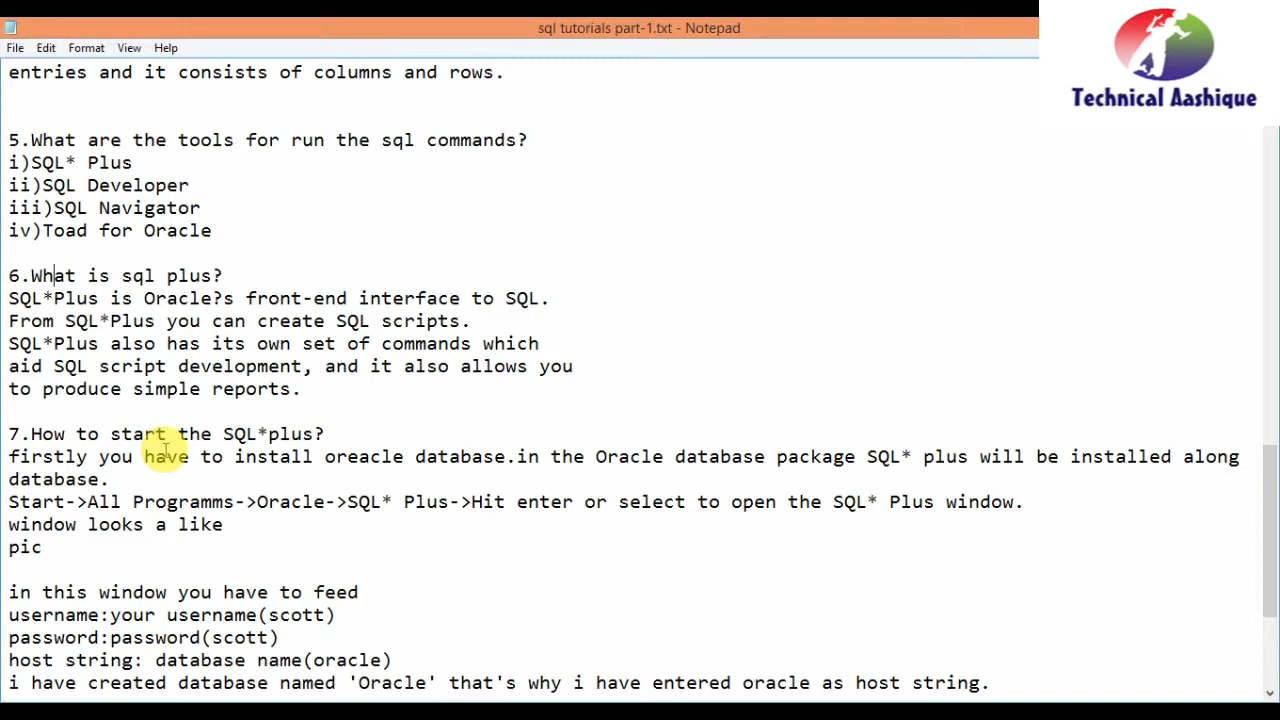 sql tutorials part-1.txt - Notepad
File Edit Format View Help
Technical Aashique
entries and it consists of columns and rows.
5.What are the tools for run the sql commands?
i)SQL* Plus
ii)SQL Developer
iii)SQL Navigator
iv)Toad for Oracle
6.What is sql plus?
SQL*Plus is Oracle?s front-end interface to SQL.
From SQL*Plus you can create SQL scripts.
SQL*Plus also has its own set of commands which
aid SQL script development, and it also allows you
to produce simple reports.
7.How to start the SQL*plus?
firstly you have to install oreacle database.in the Oracle database package SQL* plus will be installed along
database.
Start->All Programms->Oracle->SQL* Plus->Hit enter or select to open the SQL* Plus window.
window looks a like
pic
in this window you have to feed
username:your username(scott)
password:password(scott)
host string: database name(oracle)
i have created database named 'Oracle' that's why i have entered oracle as host string.